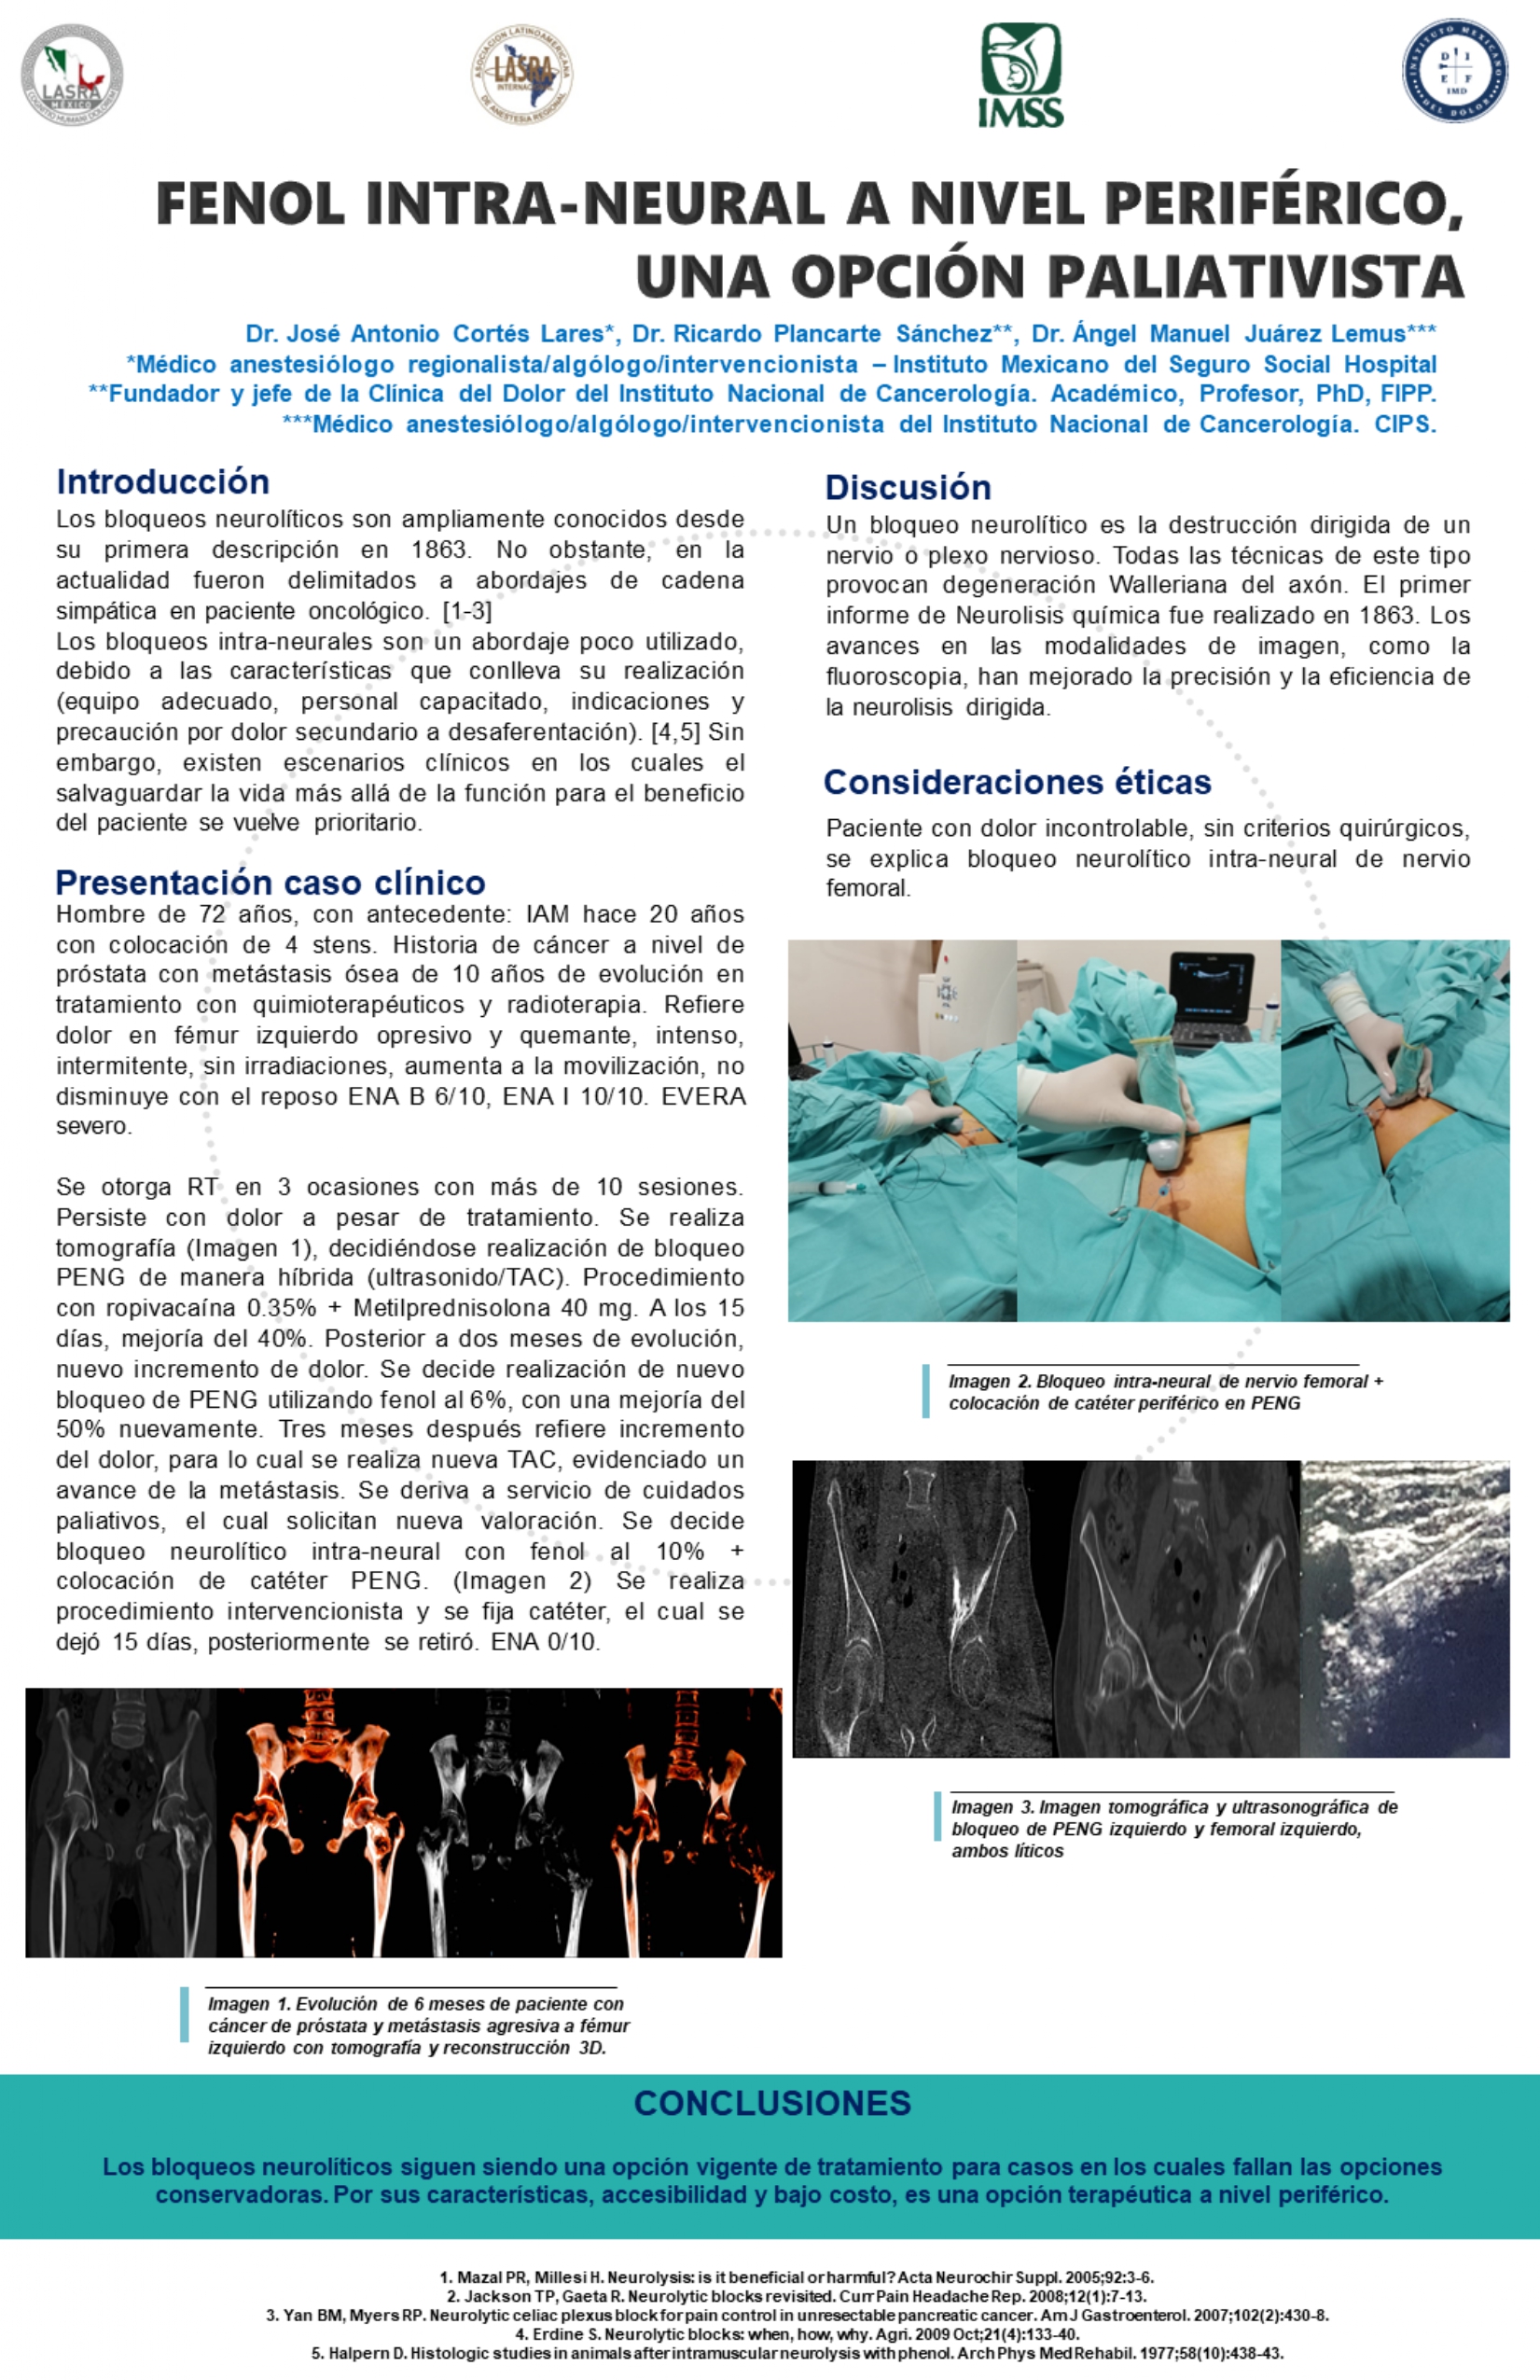 LASRA
MÉXICO
COGNITIO HUMANI DOLOREM
ASOCIACIÓN LATINOAMERICANA
LASRA
INTERNACIONAL
DE ANESTESIA REGIONAL
IMSS
INSTITUTO MEXICANO
D I
E F
IMD
DEL DOLOR
FENOL INTRA-NEURAL A NIVEL PERIFÉRICO,
UNA OPCIÓN PALIATIVISTA
Dr. José Antonio Cortés Lares*, Dr. Ricardo Plancarte Sánchez**, Dr. Ángel Manuel Juárez Lemus***
*Médico anestesiólogo regionalista/algólogo/intervencionista – Instituto Mexicano del Seguro Social Hospital
**Fundador y jefe de la Clínica del Dolor del Instituto Nacional de Cancerología. Académico, Profesor, PhD, FIPP.
***Médico anestesiólogo/algólogo/intervencionista del Instituto Nacional de Cancerología. CIPS.
Introducción
Los bloqueos neurolíticos son ampliamente conocidos desde
su primera descripción en 1863. No obstante, en la
actualidad fueron delimitados a abordajes de cadena
simpática en paciente oncológico. [1-3]
Los bloqueos intra-neurales son un abordaje poco utilizado,
debido a las características que conlleva su realización
(equipo adecuado, personal capacitado, indicaciones y
precaución por dolor secundario a desaferentación). [4,5] Sin
embargo, existen escenarios clínicos en los cuales el
salvaguardar la vida más allá de la función para el beneficio
del paciente se vuelve prioritario.
Presentación caso clínico
Hombre de 72 años, con antecedente: IAM hace 20 años
con colocación de 4 stens. Historia de cáncer a nivel de
próstata con metástasis ósea de 10 años de evolución en
tratamiento con quimioterapéuticos y radioterapia. Refiere
dolor en fémur izquierdo opresivo y quemante, intenso,
intermitente, sin irradiaciones, aumenta a la movilización, no
disminuye con el reposo ENA B 6/10, ENA I 10/10. EVERA
severo.
Se otorga RT en 3 ocasiones con más de 10 sesiones.
Persiste con dolor a pesar de tratamiento. Se realiza
tomografía (Imagen 1), decidiéndose realización de bloqueo
PENG de manera híbrida (ultrasonido/TAC). Procedimiento
con ropivacaína 0.35% + Metilprednisolona 40 mg. A los 15
días, mejoría del 40%. Posterior a dos meses de evolución,
nuevo incremento de dolor. Se decide realización de nuevo
bloqueo de PENG utilizando fenol al 6%, con una mejoría del
50% nuevamente. Tres meses después refiere incremento
del dolor, para lo cual se realiza nueva TAC, evidenciado un
avance de la metástasis. Se deriva a servicio de cuidados
paliativos, el cual solicitan nueva valoración. Se decide
bloqueo neurolítico intra-neural con fenol al 10% +
colocación de catéter PENG. (Imagen 2) Se realiza
procedimiento intervencionista y se fija catéter, el cual se
dejó 15 días, posteriormente se retiró. ENA 0/10.
Imagen 1. Evolución de 6 meses de paciente con
cáncer de próstata y metástasis agresiva a fémur
izquierdo con tomografía y reconstrucción 3D.
Discusión
Un bloqueo neurolítico es la destrucción dirigida de un
nervio o plexo nervioso. Todas las técnicas de este tipo
provocan degeneración Walleriana del axón. El primer
informe de Neurolisis química fue realizado en 1863. Los
avances en las modalidades de imagen, como la
fluoroscopia, han mejorado la precisión y la eficiencia de
la neurolisis dirigida.
Consideraciones éticas
Paciente con dolor incontrolable, sin criterios quirúrgicos,
se explica bloqueo neurolítico intra-neural de nervio
femoral.
Imagen 2. Bloqueo intra-neural de nervio femoral +
colocación de catéter periférico en PENG
Imagen 3. Imagen tomográfica y ultrasonográfica de
bloqueo de PENG izquierdo y femoral izquierdo,
ambos líticos
CONCLUSIONES
Los bloqueos neurolíticos siguen siendo una opción vigente de tratamiento para casos en los cuales fallan las opciones
conservadoras. Por sus características, accesibilidad y bajo costo, es una opción terapéutica a nivel periférico.
1. Mazal PR, Millesi H. Neurolysis: is it beneficial or harmful? Acta Neurochir Suppl. 2005;92:3-6.
2. Jackson TP, Gaeta R. Neurolytic blocks revisited. Curr Pain Headache Rep. 2008;12(1):7-13.
3. Yan BM, Myers RP. Neurolytic celiac plexus block for pain control in unresectable pancreatic cancer. Am J Gastroenterol. 2007;102(2):430-8.
4. Erdine S. Neurolytic blocks: when, how, why. Agri. 2009 Oct;21(4):133-40.
5. Halpern D. Histologic studies in animals after intramuscular neurolysis with phenol. Arch Phys Med Rehabil. 1977;58(10):438-43.